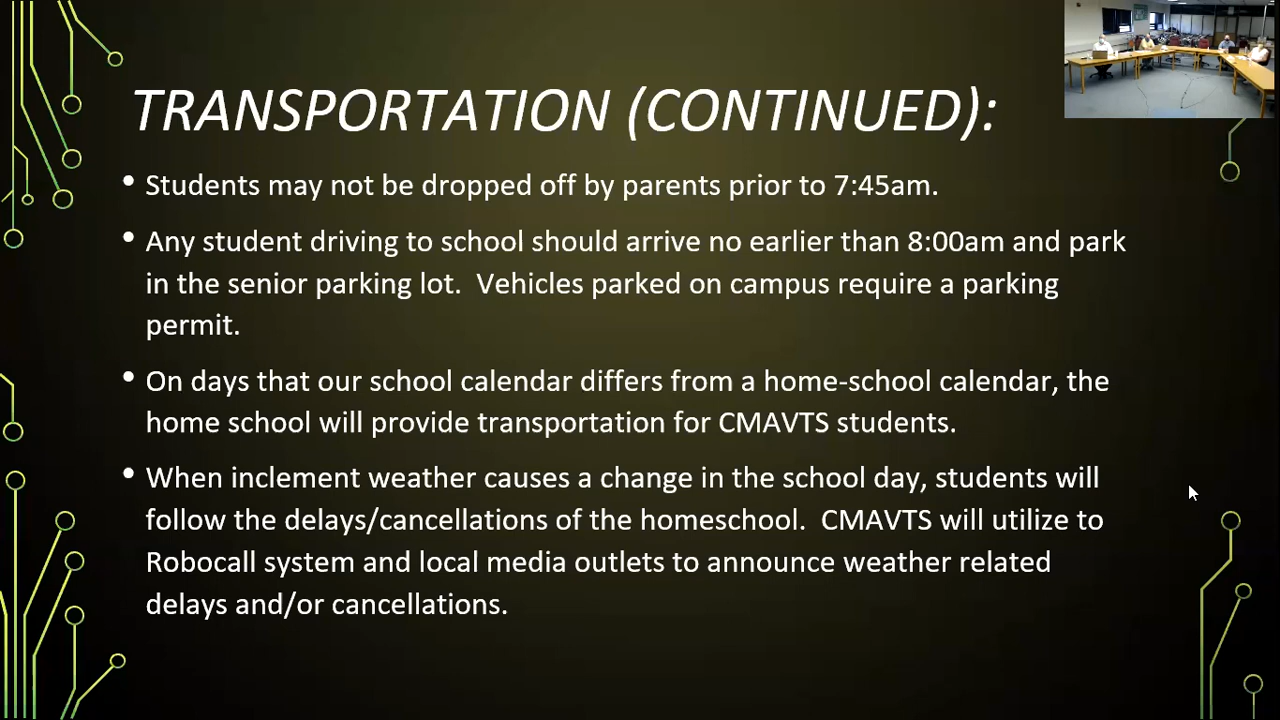 TRANSPORTATION (CONTINUED):
• Students may not be dropped off by parents prior to 7:45am.
• Any student driving to school should arrive no earlier than 8:00am and park
in the senior parking lot.  Vehicles parked on campus require a parking
permit.
• On days that our school calendar differs from a home-school calendar, the
home school will provide transportation for CMAVTS students.
• When inclement weather causes a change in the school day, students will
follow the delays/cancellations of the homeschool.  CMAVTS will utilize to
Robocall system and local media outlets to announce weather related
delays and/or cancellations.